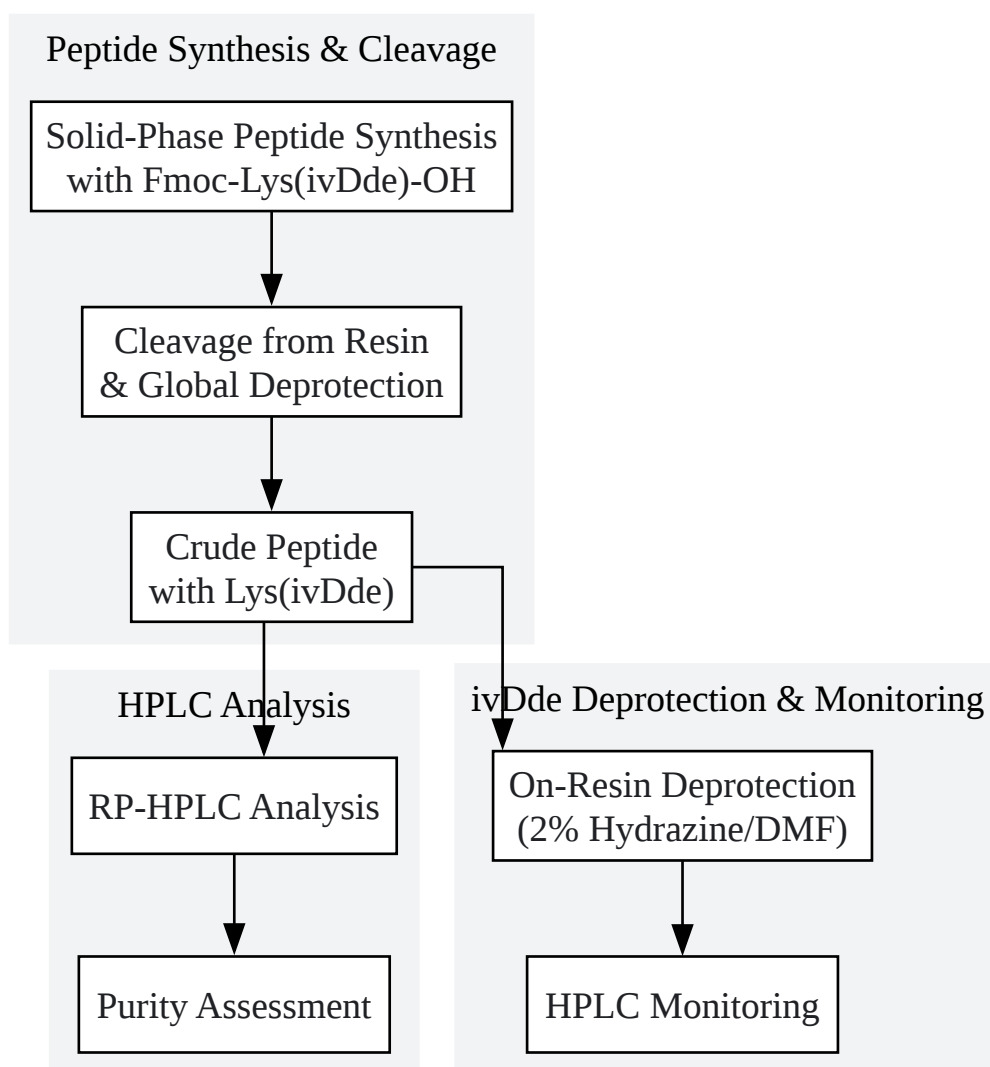 Peptide Synthesis & Cleavage
Solid-Phase Peptide Synthesis
with Fmoc-Lys(ivDde)-OH
Cleavage from Resin
& Global Deprotection
Crude Peptide
with Lys(ivDde)
HPLC Analysis
RP-HPLC Analysis
Purity Assessment
ivDde Deprotection & Monitoring
On-Resin Deprotection
(2% Hydrazine/DMF)
HPLC Monitoring